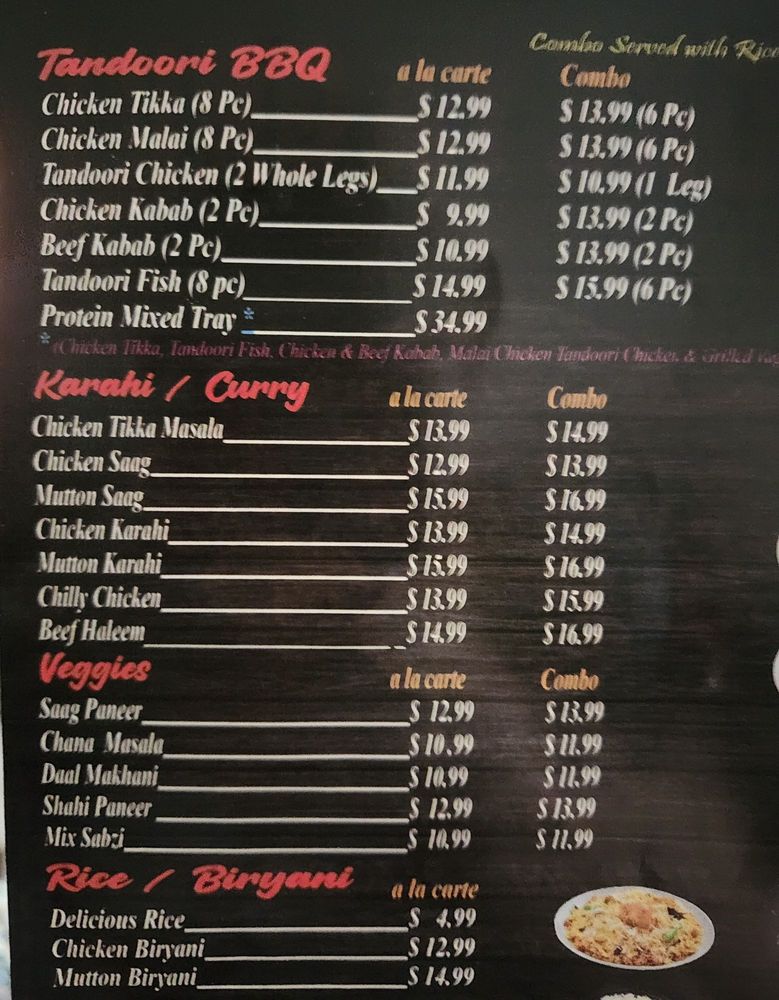 Combo Served with Rice
Tandoori BBQ a la carte Combo
Chicken Tikka (8 Pc) $ 12.99 $ 13.99 (6 Pc)
Chicken Malai (8 Pc) $ 12.99 $ 13.99 (6 Pc)
Tandoori Chicken (2 Whole Legs) $ 11.99 $ 10.99 (1 Leg)
Chicken Kabab (2 Pc) $ 9.99 $ 13.99 (2 Pc)
Beef Kabab (2 Pc) $ 10.99 $ 13.99 (2 Pc)
Tandoori Fish (8 pc) $ 14.99 $ 15.99 (6 Pc)
Protein Mixed Tray * $ 34.99
* (Chicken Tikka, Tandoori Fish, Chicken & Beef Kabab, Malai Chicken Tandoori Chicken & Grilled
Karahi / Curry a la carte Combo
Chicken Tikka Masala $ 13.99 $ 14.99
Chicken Saag $ 12.99 $ 13.99
Mutton Saag $ 15.99 $ 16.99
Chicken Karahi $ 13.99 $ 14.99
Mutton Karahi $ 15.99 $ 16.99
Chilly Chicken $ 13.99 $ 15.99
Beef Haleem $ 14.99 $ 16.99
Veggies a la carte Combo
Saag Paneer $ 12.99 $ 13.99
Chana Masala $ 10.99 $ 11.99
Daal Makhani $ 10.99 $ 11.99
Shahi Paneer $ 12.99 $ 13.99
Mix Sabzi $ 10.99 $ 11.99
Rice / Biryani a la carte
Delicious Rice $ 4.99
Chicken Biryani $ 12.99
Mutton Biryani $ 14.99